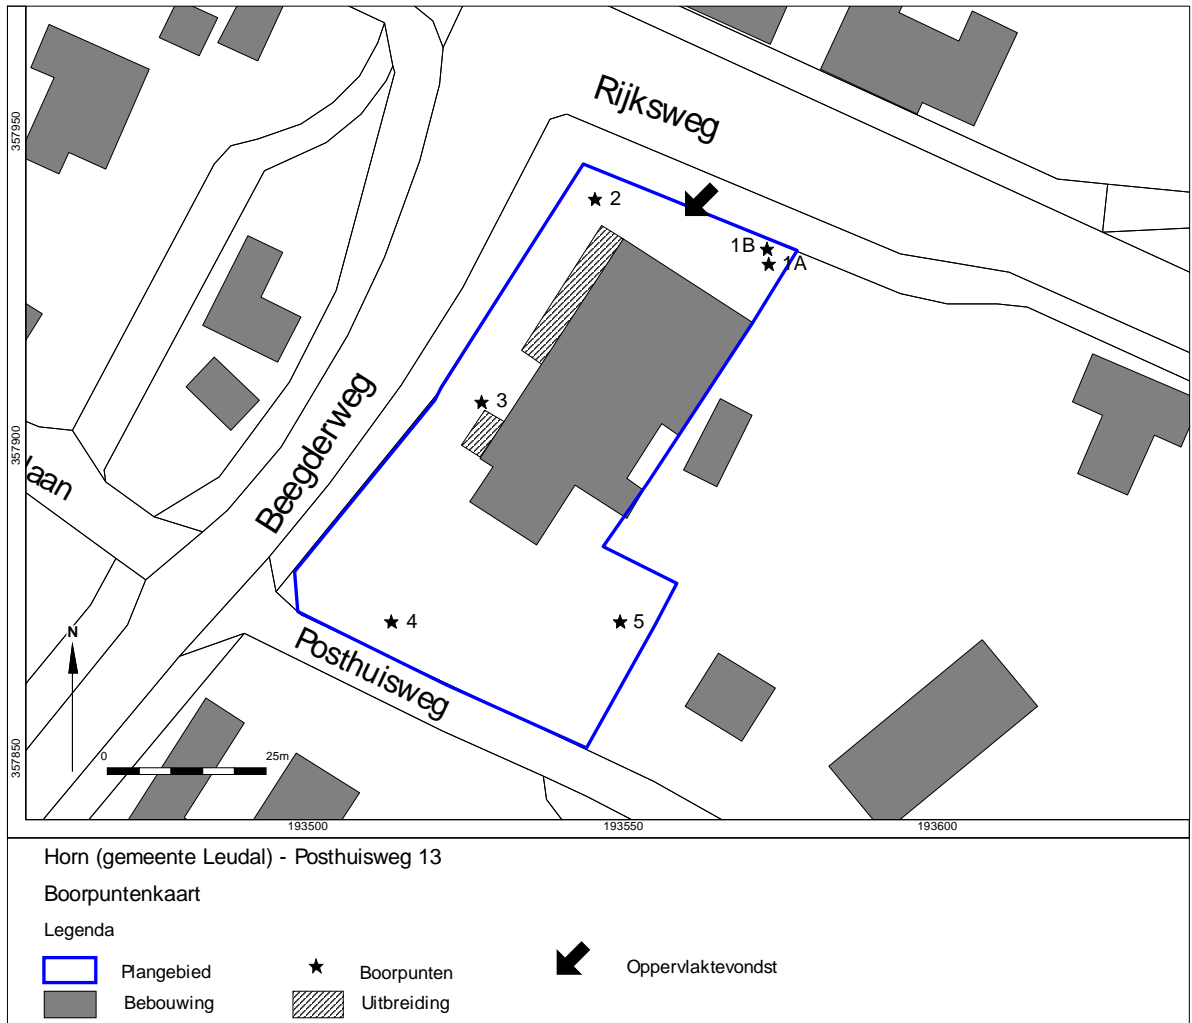 Rijksweg
357950
2
1B
1A
3
357900
laan
Beegderweg
4
5
N
Posthuisweg
357850
0
25m
193500
193550
193600
Horn (gemeente Leudal) - Posthuisweg 13
Boorpuntenkaart
Legenda
Plangebied
Boorpunten
Oppervlaktevondst
Bebouwing
Uitbreiding